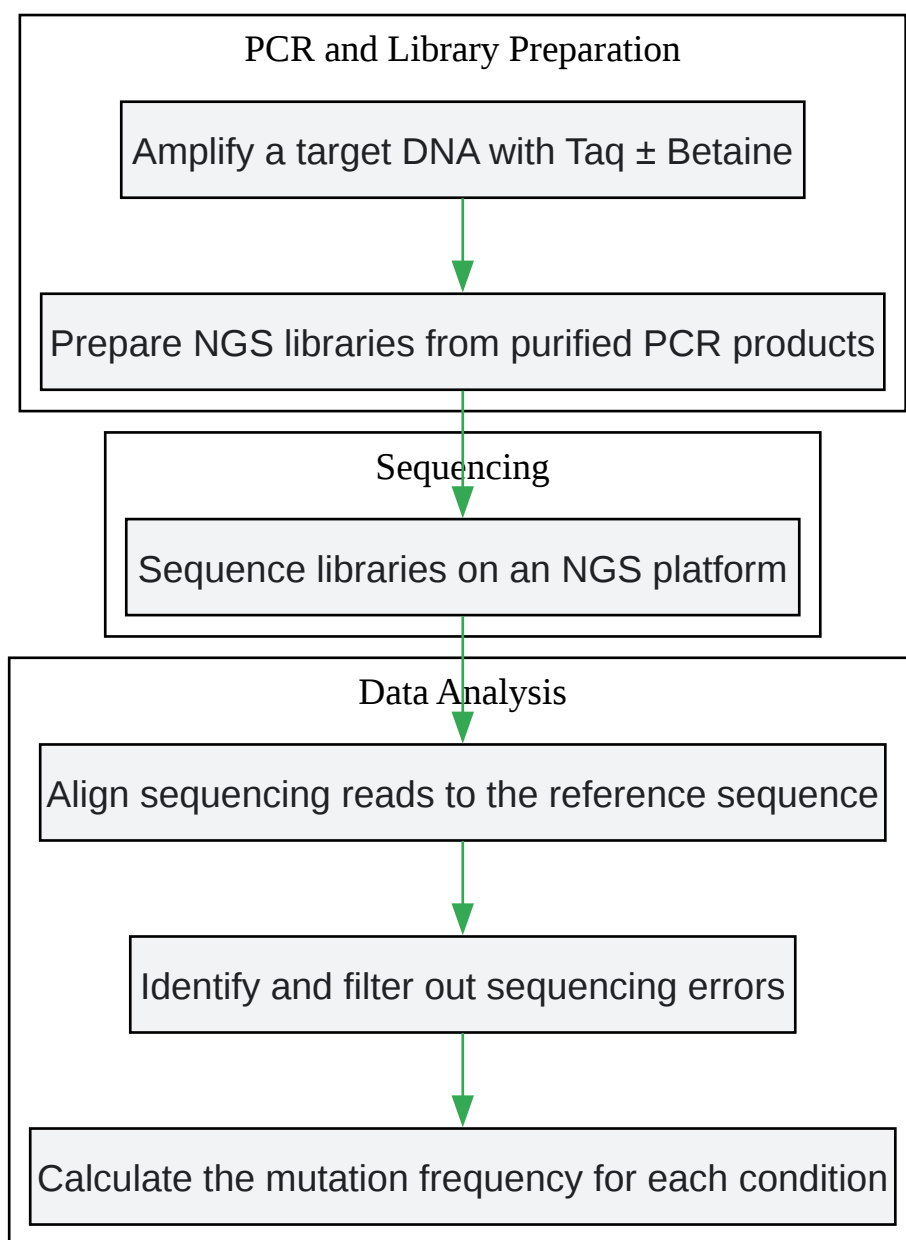 PCR and Library Preparation
Amplify a target DNA with Taq ± Betaine
Prepare NGS libraries from purified PCR products
Sequencing
Sequence libraries on an NGS platform
Data Analysis
Align sequencing reads to the reference sequence
Identify and filter out sequencing errors
Calculate the mutation frequency for each condition